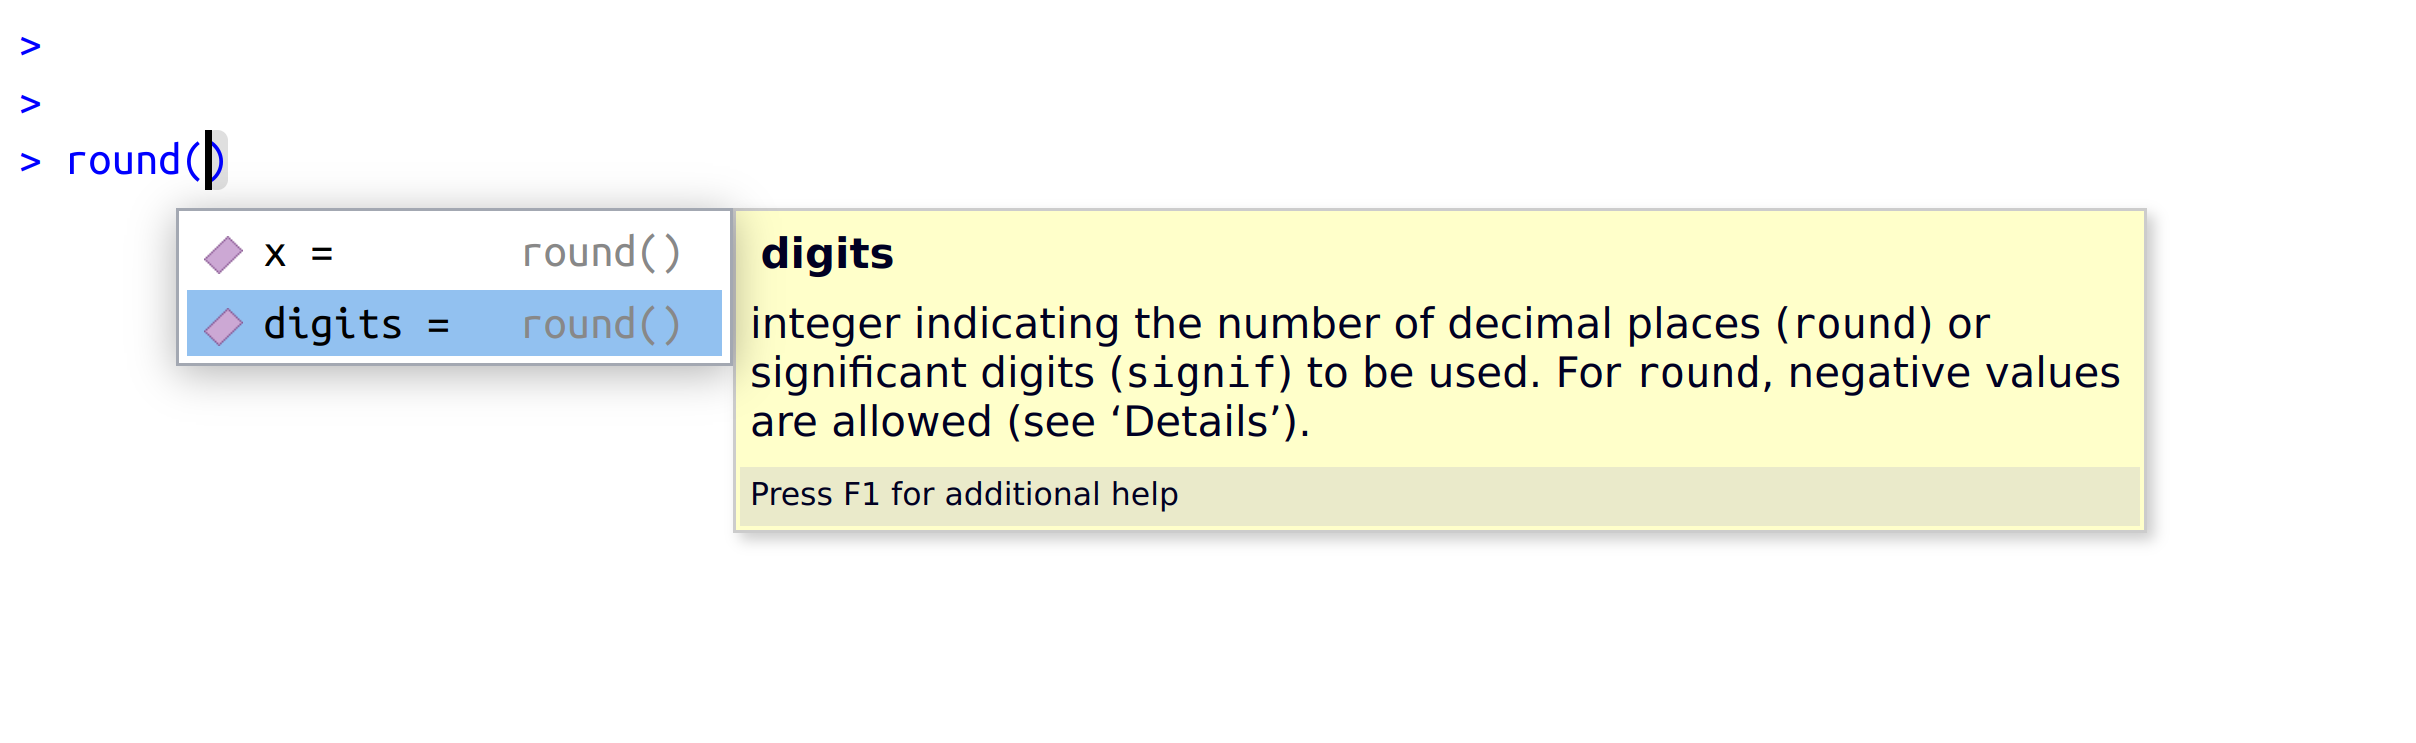 >
>
> round()
x = round()
digits = round()
digits
integer indicating the number of decimal places (round) or
significant digits (signif) to be used. For round, negative values
are allowed (see ‘Details’).
Press F1 for additional help